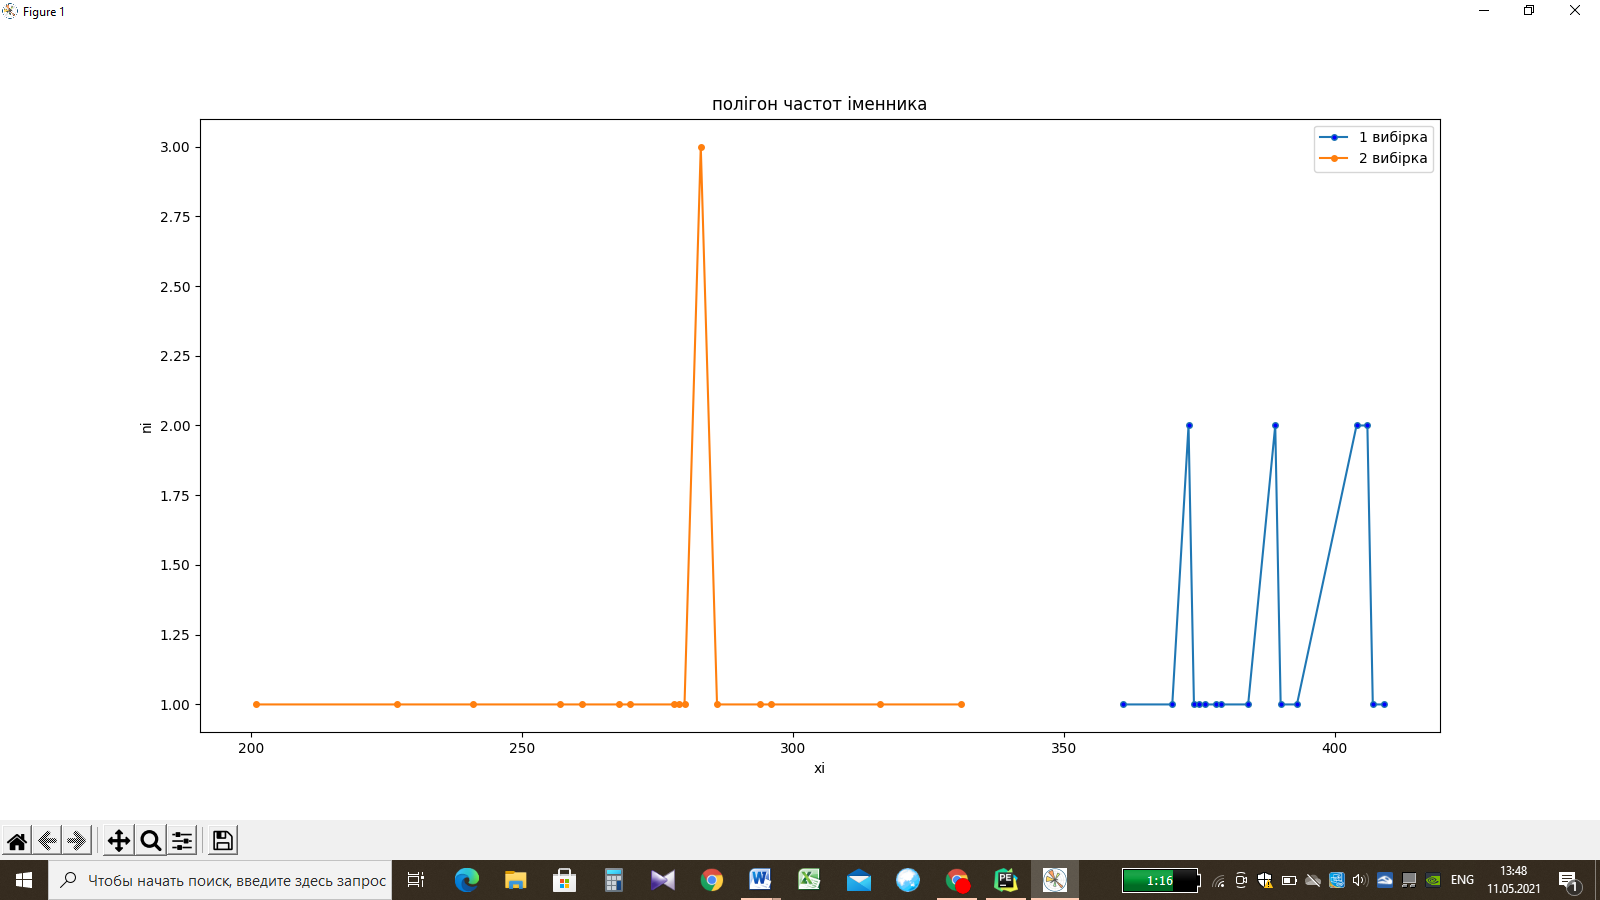 Figure 1
полігон частот іменника
1 вибірка
2 вибірка
3.00
2.75
2.50
2.25
2.00
1.75
1.50
1.25
1.00
ni
200 250 300 350 400
xi
Чтобы начать поиск, введите здесь запрос
1:16
ENG
13:48
11.05.2021
1